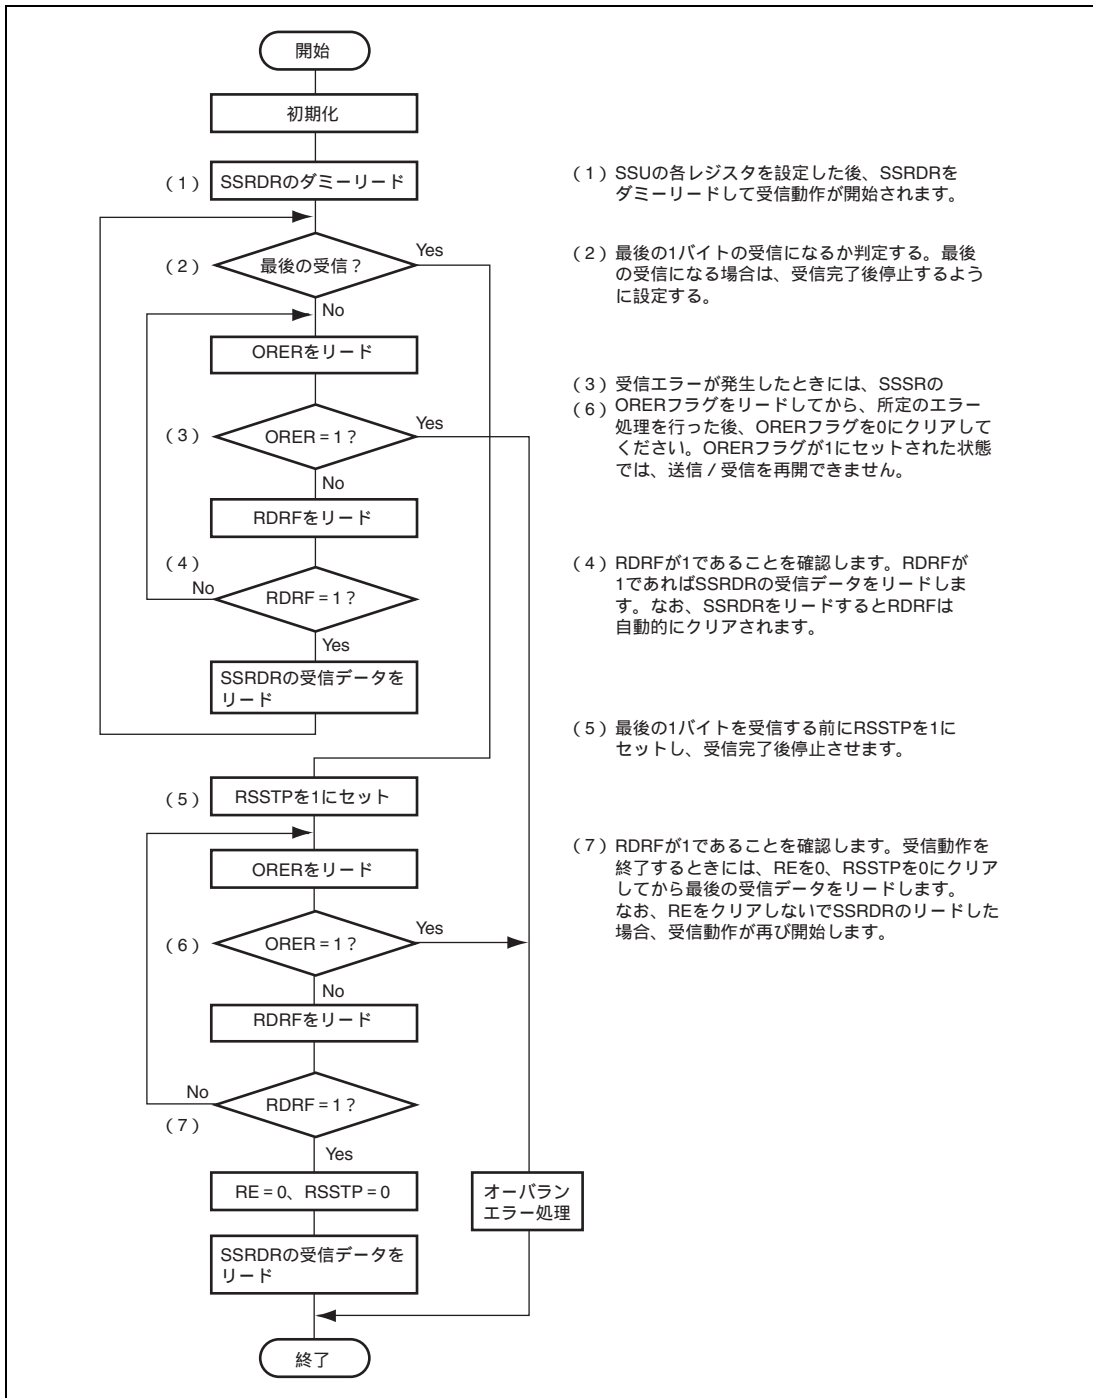 開始
初期化
（1）
SSRDRのダミーリード
（2）
最後の受信？
Yes
No
ORERをリード
（3）
ORER = 1？
Yes
No
RDRFをリード
（4）
No
RDRF = 1？
Yes
SSRDRの受信データを
リード
（5）
RSSTPを1にセット
ORERをリード
（6）
ORER = 1？
Yes
No
RDRFをリード
No
RDRF = 1？
（7）
Yes
RE = 0、RSSTP = 0
オーバラン
エラー処理
SSRDRの受信データを
リード
終了
（1）SSUの各レジスタを設定した後、SSRDRを
ダミーリードして受信動作が開始されます。
（2）最後の1バイトの受信になるか判定する。最後
の受信になる場合は、受信完了後停止するよう
に設定する。
（3）受信エラーが発生したときには、SSSRの
（6）ORERフラグをリードしてから、所定のエラー
処理を行った後、ORERフラグを0にクリアして
ください。ORERフラグが1にセットされた状態
では、送信 / 受信を再開できません。
（4）RDRFが1であることを確認します。RDRFが
1であればSSRDRの受信データをリードしま
す。なお、SSRDRをリードするとRDRFは
自動的にクリアされます。
（5）最後の1バイトを受信する前にRSSTPを1に
セットし、受信完了後停止させます。
（7）RDRFが1であることを確認します。受信動作を
終了するときには、REを0、RSSTPを0にクリア
してから最後の受信データをリードします。
なお、REをクリアしないでSSRDRのリードした
場合、受信動作が再び開始します。